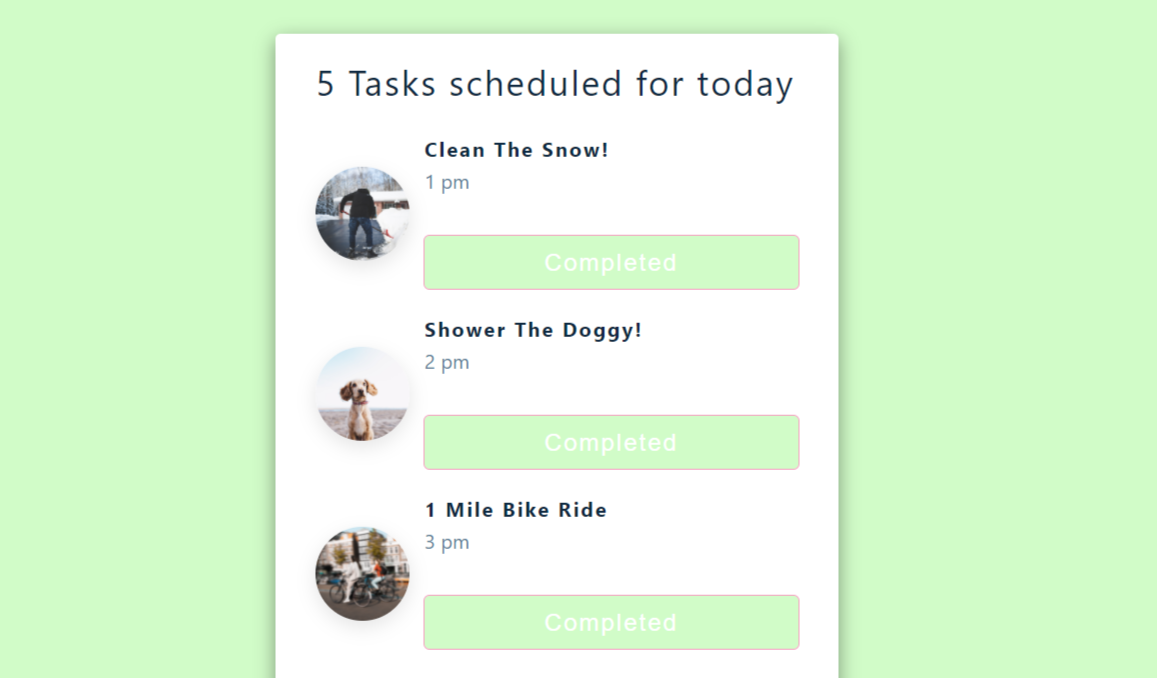 5 Tasks scheduled for today
Clean The Snow!
1 pm
Completed
Shower The Doggy!
2 pm
Completed
1 Mile Bike Ride
3 pm
Completed